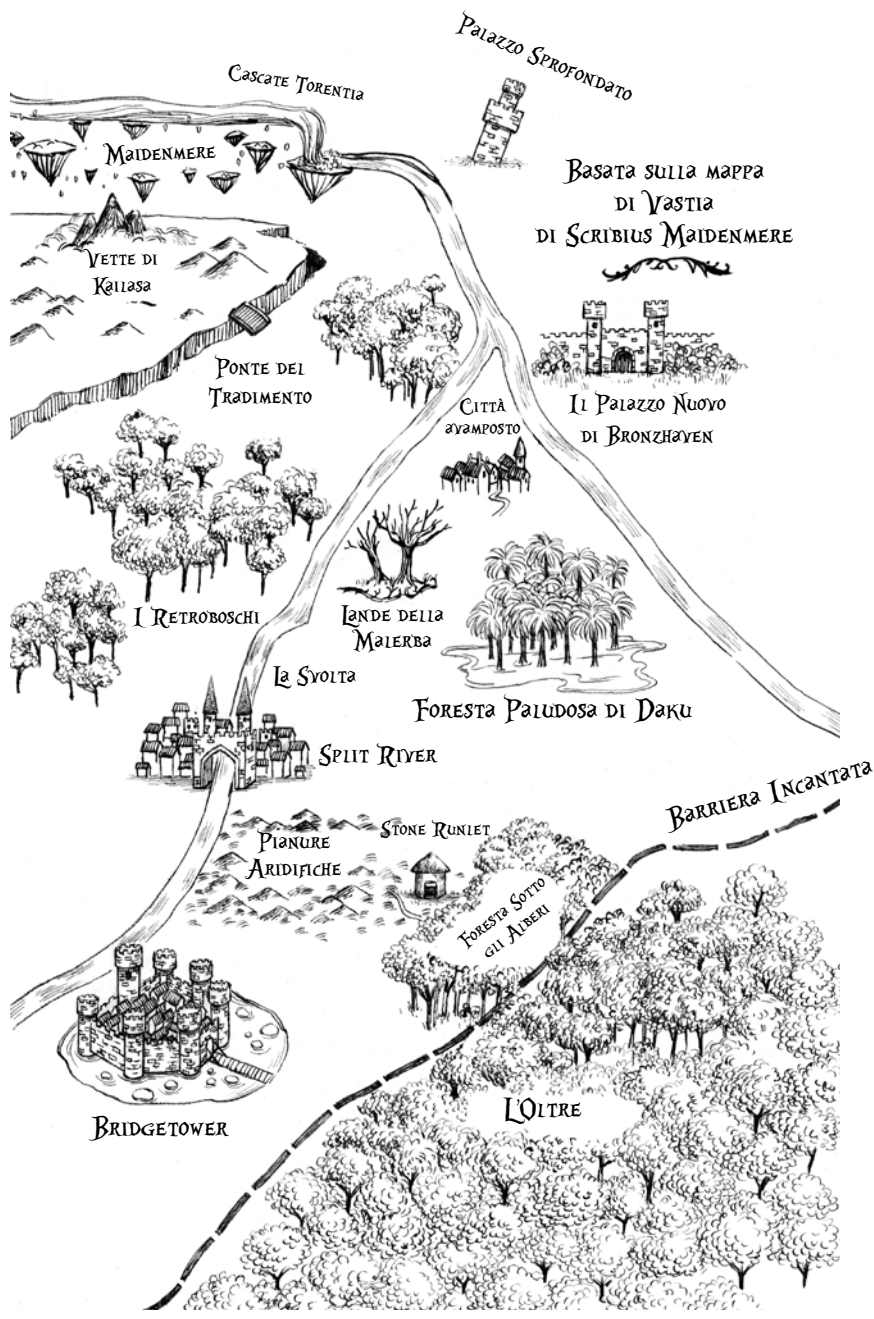 Palazzo Sprofondato
Cascate Torentia
Maidenmere
Basata sulla mappa
di Vastia
di Scribius Maidenmere
Vette di
Kailasa
Ponte del
Tradimento
Città
avamposto
Il Palazzo Nuovo
di Bronzhaven
I Retroboschi
Lande della
Malerba
La Svolta
Foresta Paludosa di Daku
Split River
Barriera Incantata
Pianure
Aridifiche
Stone Runlet
Foresta Sotto
gli Alberi
L'Oltre
Bridgetower